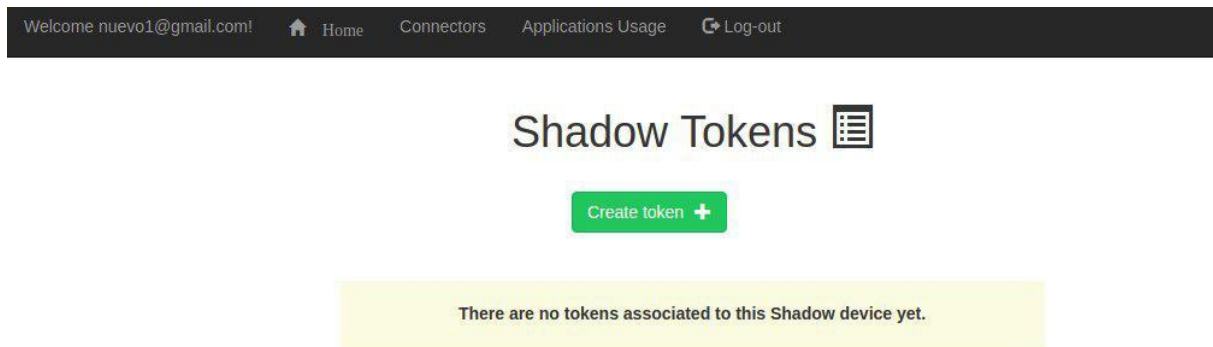 Welcome nuevo1@gmail.com! Home Connectors Applications Usage Log-out
Shadow Tokens
Create token
There are no tokens associated to this Shadow device yet.